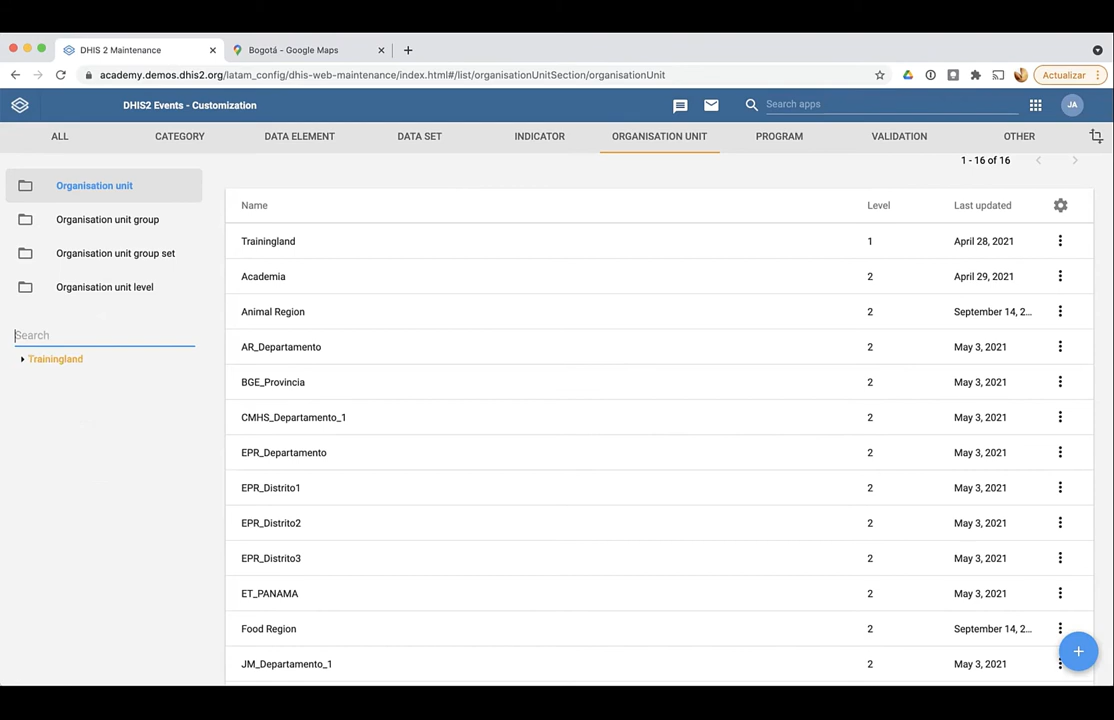 DHIS 2 Maintenance
Bogotá - Google Maps
academy.demos.dhis2.org/latam_config/dhis-web-maintenance/index.html#/list/organisationUnitSection/organisationUnit
Actualizar
DHIS2 Events - Customization
Search apps
JA
ALL
CATEGORY
DATA ELEMENT
DATA SET
INDICATOR
ORGANISATION UNIT
PROGRAM
VALIDATION
OTHER
1 - 16 of 16
Organisation unit
Organisation unit group
Organisation unit group set
Organisation unit level
Search
Trainingland
Name Level Last updated
Trainingland 1 April 28, 2021
Academia 2 April 29, 2021
Animal Region 2 September 14, 2...
AR_Departamento 2 May 3, 2021
BGE_Provincia 2 May 3, 2021
CMHS_Departamento_1 2 May 3, 2021
EPR_Departamento 2 May 3, 2021
EPR_Distrito1 2 May 3, 2021
EPR_Distrito2 2 May 3, 2021
EPR_Distrito3 2 May 3, 2021
ET_PANAMA 2 May 3, 2021
Food Region 2 September 14, 2...
JM_Departamento_1 2 May 3, 2021